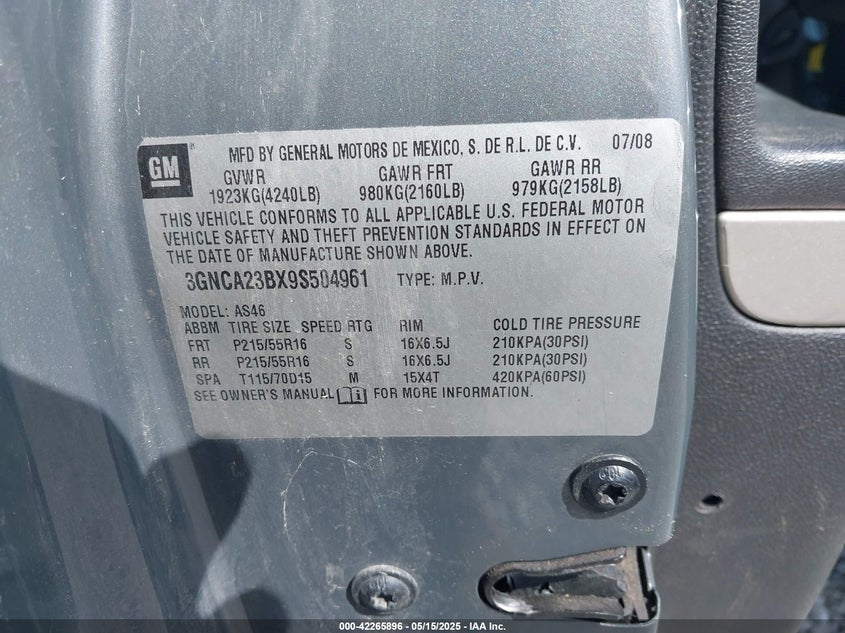 GM
MFD BY GENERAL MOTORS DE MEXICO, S. DE R.L. DE C.V. 07/08
GVWR GAWR FRT GAWR RR
1923KG(4240LB) 980KG(2160LB) 979KG(2158LB)
THIS VEHICLE CONFORMS TO ALL APPLICABLE U.S. FEDERAL MOTOR
VEHICLE SAFETY AND THEFT PREVENTION STANDARDS IN EFFECT ON
THE DATE OF MANUFACTURE SHOWN ABOVE.
3GNCA23BX9S504961 TYPE: M.P.V.
MODEL: AS46
ABBM TIRE SIZE SPEED RTG RIM COLD TIRE PRESSURE
FRT P215/55R16 S 16X6.5J 210KPA(30PSI)
RR P215/55R16 S 16X6.5J 210KPA(30PSI)
SPA T115/70D15 M 15X4T 420KPA(60PSI)
SEE OWNER'S MANUAL FOR MORE INFORMATION.
000-42265896 - 05/15/2025 - IAA Inc.